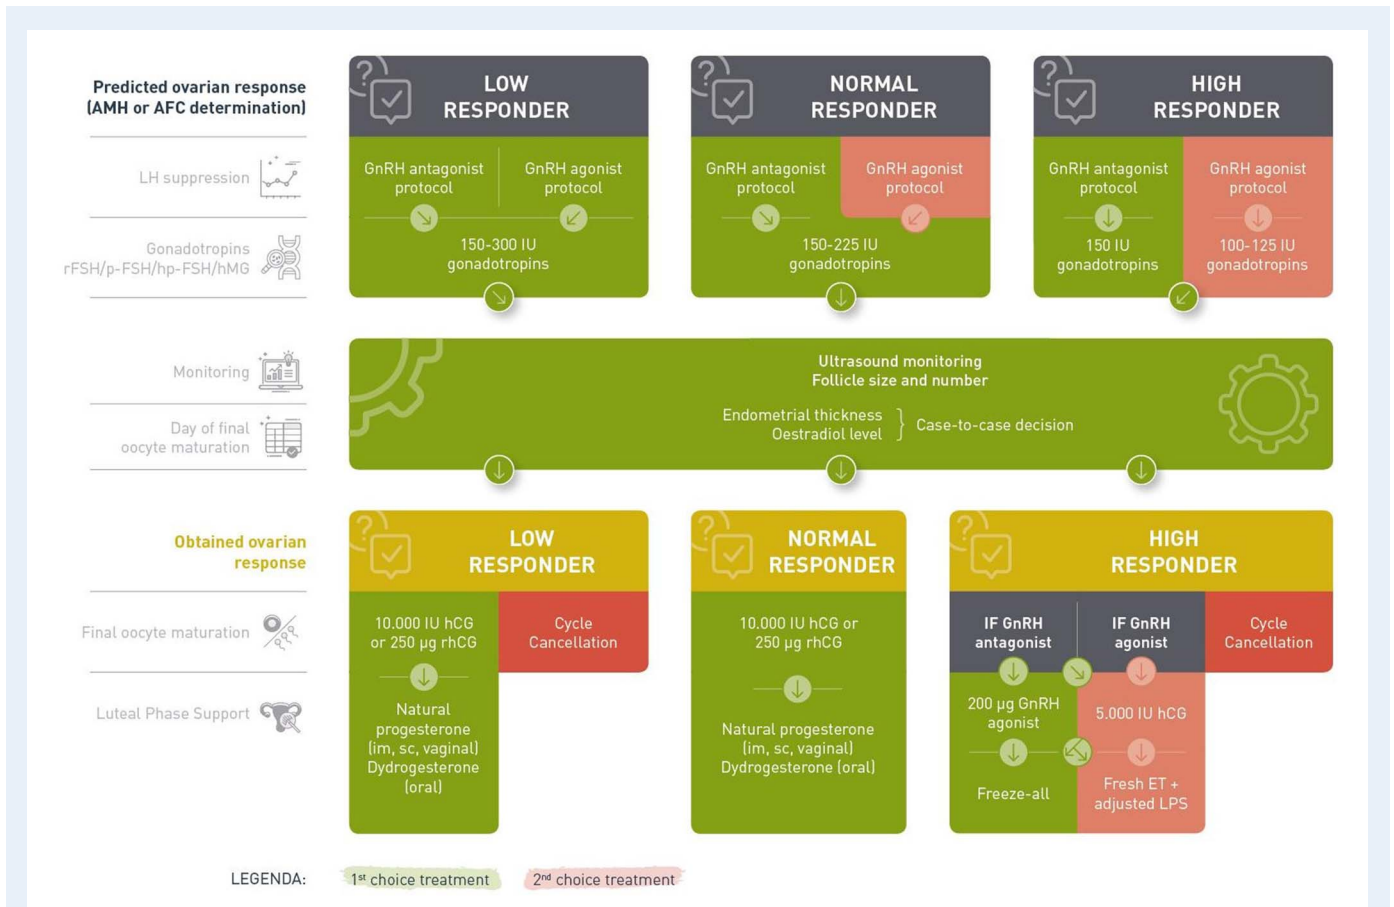 Predicted ovarian response
(AMH or AFC determination)
LOW
RESPONDER
NORMAL
RESPONDER
HIGH
RESPONDER
LH suppression
GnRH antagonist
protocol
GnRH agonist
protocol
GnRH antagonist
protocol
GnRH agonist
protocol
GnRH antagonist
protocol
GnRH agonist
protocol
Gonadotropins
rFSH/p-FSH/hp-FSH/hMG
150-300 IU
gonadotropins
150-225 IU
gonadotropins
150 IU
gonadotropins
100-125 IU
gonadotropins
Monitoring
Ultrasound monitoring
Follicle size and number
Day of final
oocyte maturation
Endometrial thickness
Oestradiol level
Case-to-case decision
Obtained ovarian
response
LOW
RESPONDER
NORMAL
RESPONDER
HIGH
RESPONDER
Final oocyte maturation
10.000 IU hCG
or 250 µg rhCG
Cycle
Cancellation
10.000 IU hCG or
250 µg rhCG
IF GnRH
antagonist
IF GnRH
agonist
Cycle
Cancellation
Luteal Phase Support
Natural
progesterone
(im, sc, vaginal)
Dydrogesterone
(oral)
Natural progesterone
(im, sc, vaginal)
Dydrogesterone (oral)
200 µg GnRH
agonist
5.000 IU hCG
Freeze-all
Fresh ET +
adjusted LPS
LEGENDA:
1st choice treatment
2nd choice treatment